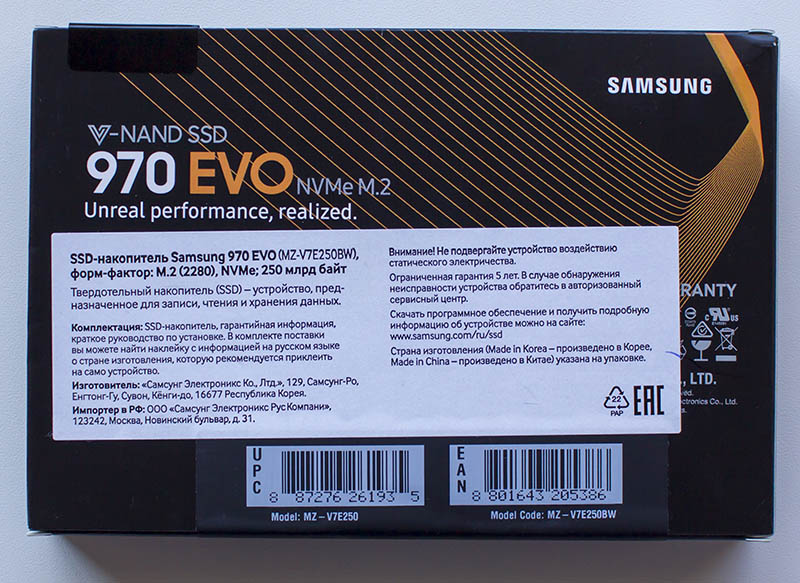 SAMSUNG
V-NAND SSD
970 EVO NVMe M.2
Unreal performance, realized.
SSD-накопитель Samsung 970 EVO (MZ-V7E250BW),
форм-фактор: M.2 (2280), NVMe; 250 млрд байт
Твердотельный накопитель (SSD) – устройство, пред-
назначенное для записи, чтения и хранения данных.
Комплектация: SSD-накопитель, гарантийная информация,
краткое руководство по установке. В комплекте поставки
вы можете найти наклейку с информацией на русском языке
о стране изготовления, которую рекомендуется приклеить
на само устройство.
Изготовитель: «Самсунг Электроникс Ко., Лтд.», 129, Самсунг-Ро,
Енгтонг-Гу, Сувон, Кёнги-до, 16677 Республика Корея.
Импортер в РФ: ООО «Самсунг Электроникс Рус Компани»,
123242, Москва, Новинский бульвар, д. 31.
Внимание! Не подвергайте устройство воздействию
статического электричества.
Ограниченная гарантия 5 лет. В случае обнаружения
неисправности устройства обратитесь в авторизованный
сервисный центр.
Скачать программное обеспечение и получить подробную
информацию об устройстве можно на сайте:
www.samsung.com/ru/ssd
Страна изготовления (Made in Korea – произведено в Корее,
Made in China – произведено в Китае) указана на упаковке.
22
PAP
EAC
RANTY
c RU us
., LTD.
ectronics Co., Ltd.
UPC
8 87276 26193 5
Model: MZ-V7E250
EAN
8 801643 205386
Model Code: MZ-V7E250BW